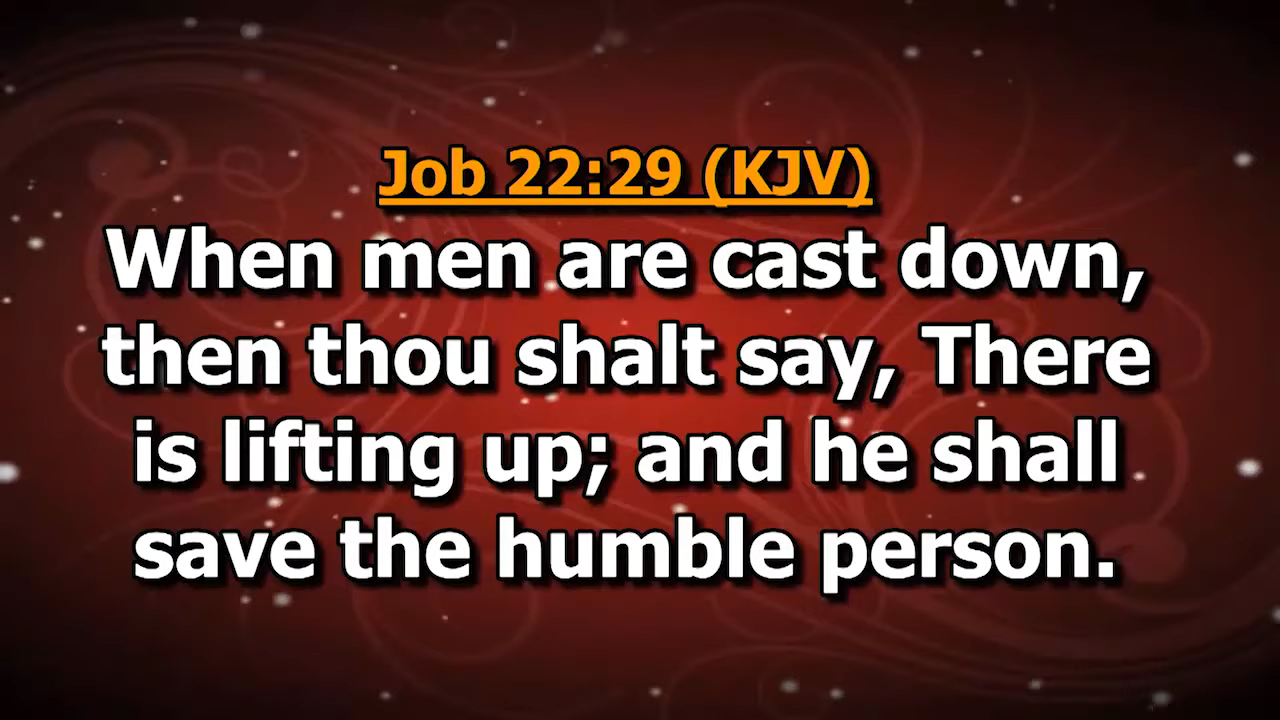 Job 22:29 (KJV)
When men are cast down,
then thou shalt say, There
is lifting up; and he shall
save the humble person.